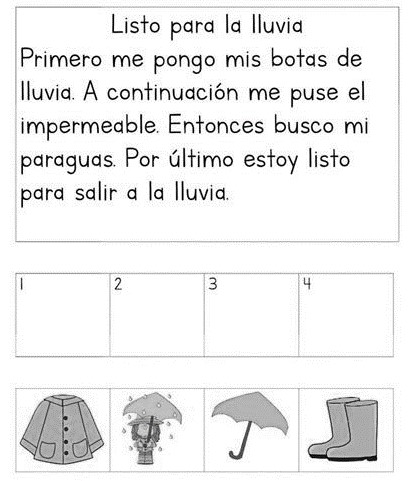 Listo para la lluvia
Primero me pongo mis botas de
lluvia. A continuación me puse el
impermeable. Entonces busco mi
paraguas. Por último estoy listo
para salir a la lluvia.
1 2 3 4